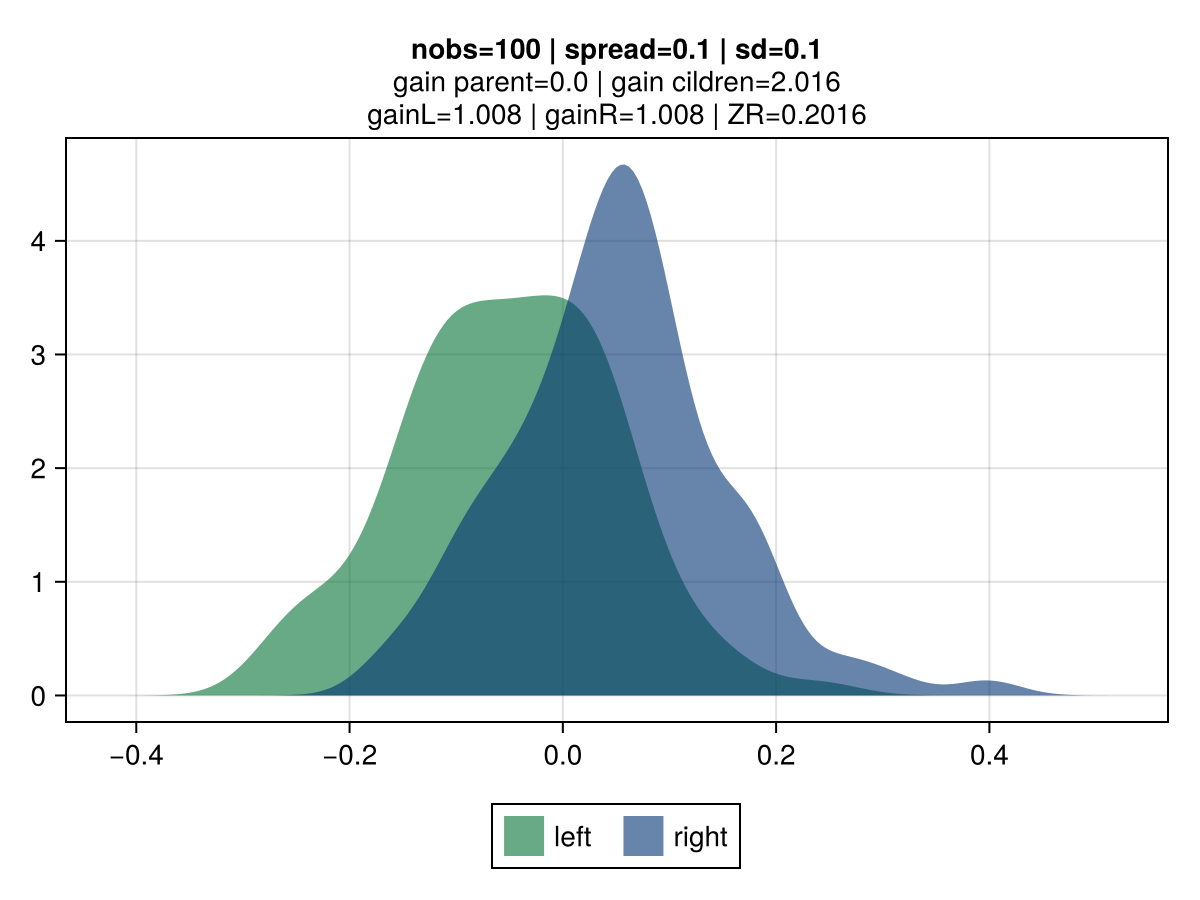 nobs=100 | spread=0.1 | sd=0.1
gain parent=0.0 | gain cildren=2.016
gainL=1.008 | gainR=1.008 | ZR=0.2016
4
3
2
1
0
−0.4 −0.2 0.0 0.2 0.4
left right